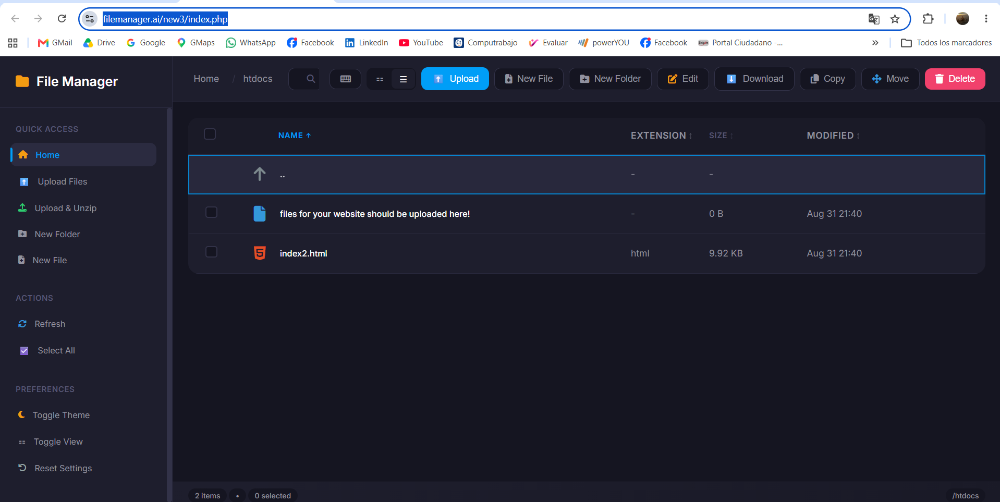 filemanager.ai/new3/index.php
GMail Drive Google GMaps WhatsApp Facebook LinkedIn YouTube Computrabajo Evaluar powerYOU Facebook Portal Ciudadano -... » Todos los marcadores
File Manager
Home / htdocs Upload New File New Folder Edit Download Copy Move Delete
QUICK ACCESS
Home
Upload Files
Upload & Unzip
New Folder
New File
ACTIONS
Refresh
Select All
PREFERENCES
Toggle Theme
Toggle View
Reset Settings
NAME ↑ EXTENSION ↕ SIZE ↕ MODIFIED ↕
.. - -
files for your website should be uploaded here! - 0 B Aug 31 21:40
index2.html html 9.92 KB Aug 31 21:40
2 items • 0 selected /htdocs